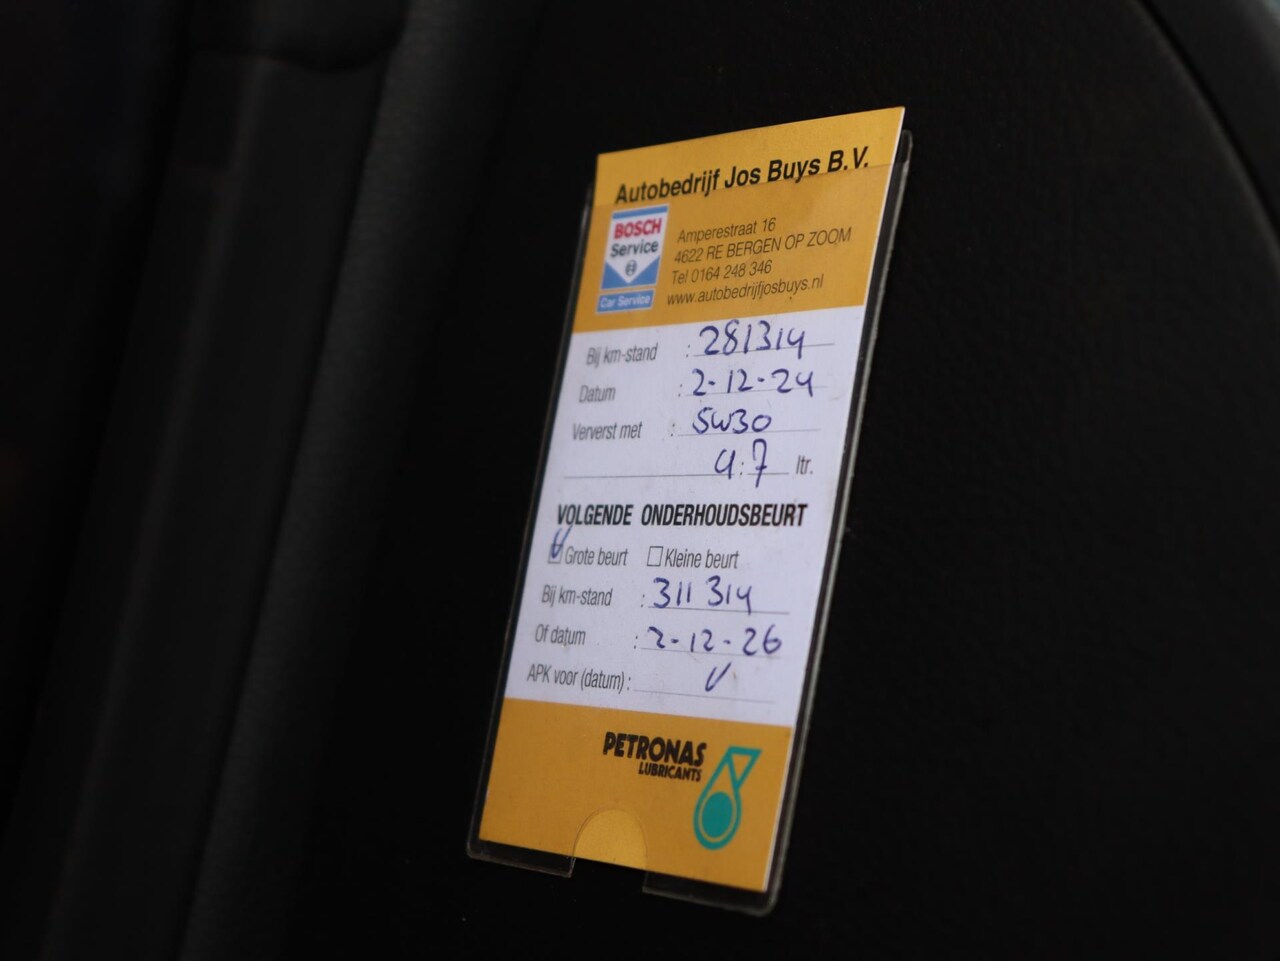 Autobedrijf Jos Buys B.V.
BOSCH
Service
Car Service
Amperestraat 16
4622 RE BERGEN OP ZOOM
Tel 0164 248 346
www.autobedrijfjosbuys.nl
Bij km-stand : 281314
Datum : 2-12-24
Ververst met : 5W30
4:7 ltr.
VOLGENDE ONDERHOUDSBEURT
Grote beurt Kleine beurt
Bij km-stand : 311 314
Of datum : 2-12-26
APK voor (datum) :
PETRONAS
LUBRICANTS